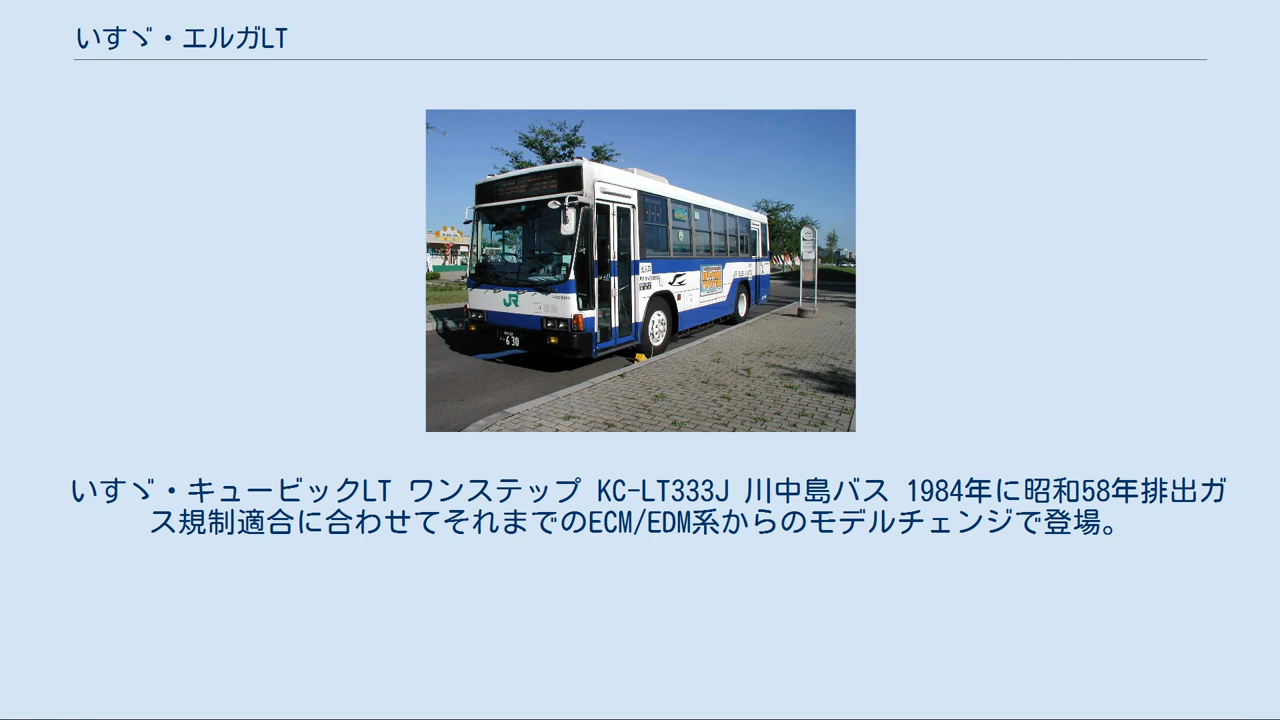 いすゞ・エルガLT
JR
630
いすゞ・キュービックLT ワンステップ KC-LT333J 川中島バス 1984年に昭和58年排出ガ
ス規制適合に合わせてそれまでのECM/EDM系からのモデルチェンジで登場。